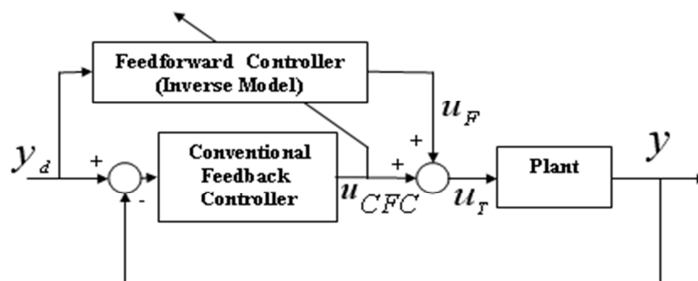 Feedforward Controller
(Inverse Model)
u_F
y_d
+
-
Conventional
Feedback
Controller
u_CFC
+
+
u_T
Plant
y